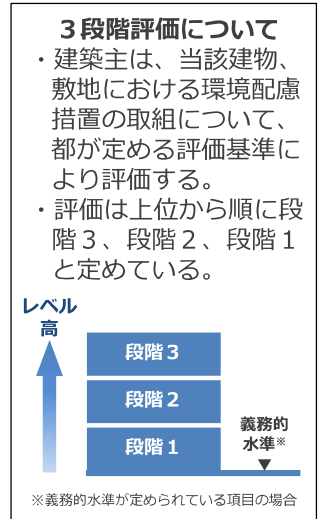 ３段階評価について
・建築主は、当該建物、
敷地における環境配慮
措置の取組について、
都が定める評価基準に
より評価する。
・評価は上位から順に段
階３、段階２、段階１
と定めている。
レベル
高
段階３
段階２
段階１
義務的
水準※
※義務的水準が定められている項目の場合